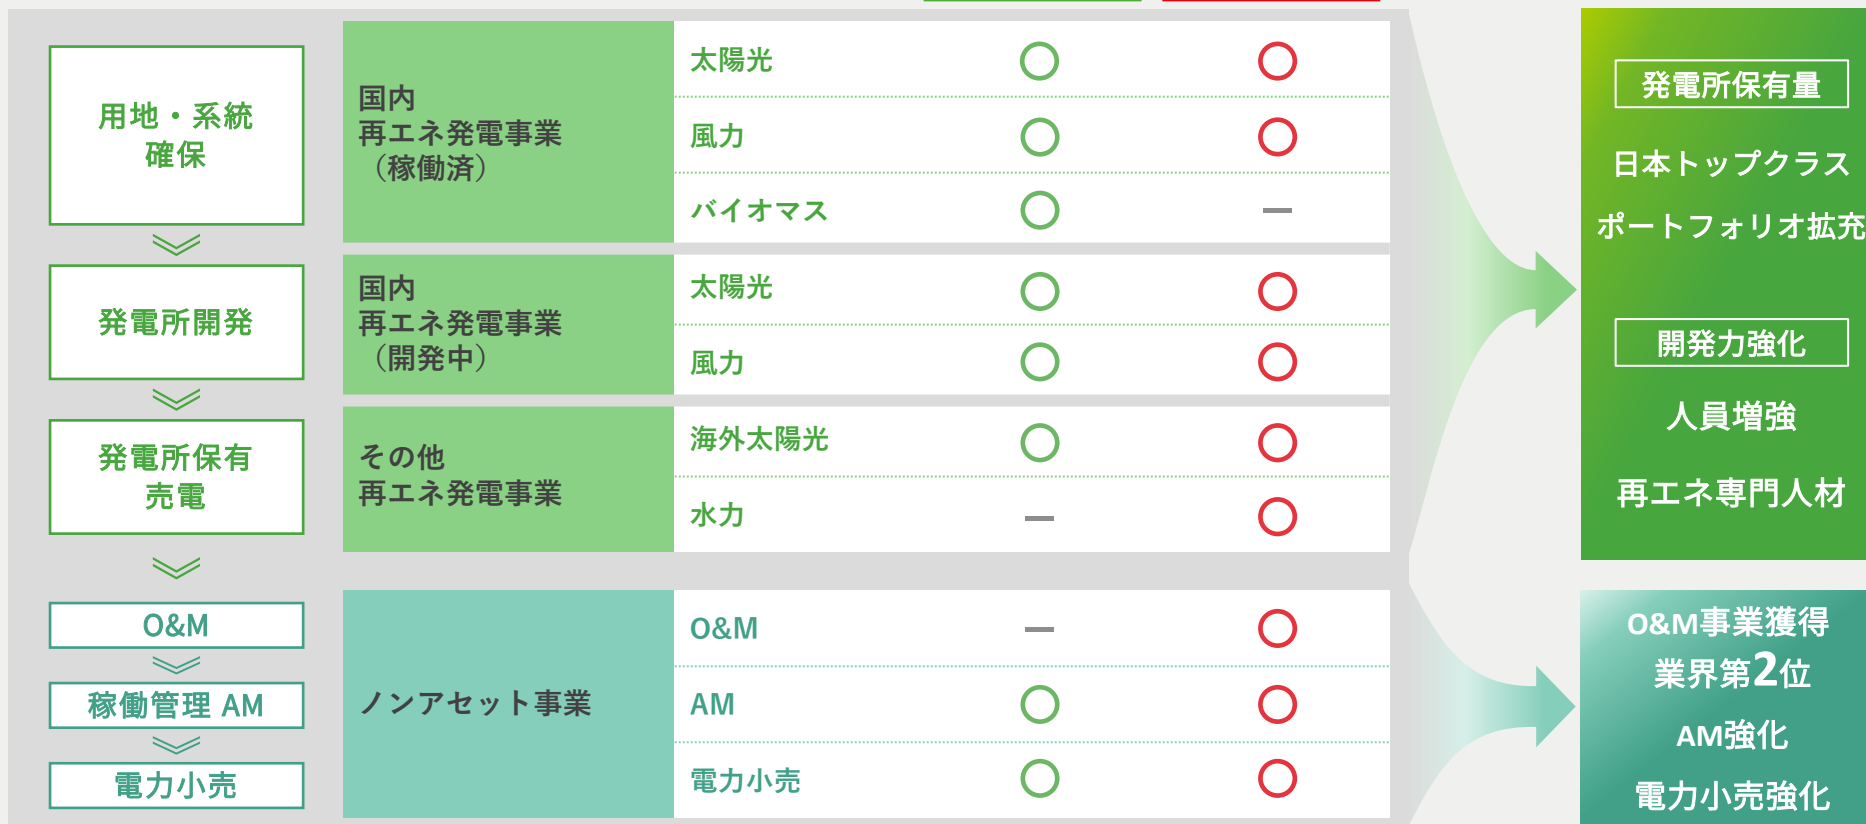 用地・系統
確保
発電所開発
発電所保有
売電
O&M
稼働管理 AM
電力小売
国内
再エネ発電事業
（稼働済）
太陽光
風力
バイオマス
国内
再エネ発電事業
（開発中）
太陽光
風力
その他
再エネ発電事業
海外太陽光
水力
ノンアセット事業
O&M
AM
電力小売
発電所保有量
日本トップクラス
ポートフォリオ拡充
開発力強化
人員増強
再エネ専門人材
O&M事業獲得
業界第2位
AM強化
電力小売強化